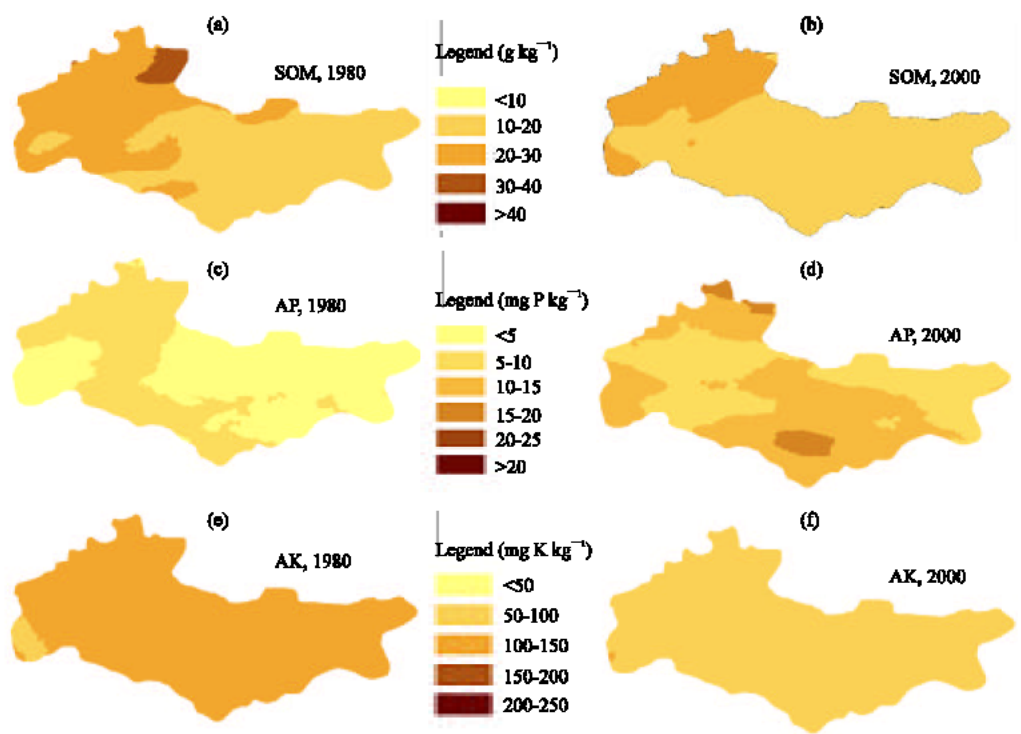 (a)
SOM, 1980
Legend (g kg⁻¹)
<10
10-20
20-30
30-40
>40
(b)
SOM, 2000
(c)
AP, 1980
Legend (mg P kg⁻¹)
<5
5-10
10-15
15-20
20-25
>20
(d)
AP, 2000
(e)
AK, 1980
Legend (mg K kg⁻¹)
<50
50-100
100-150
150-200
200-250
(f)
AK, 2000